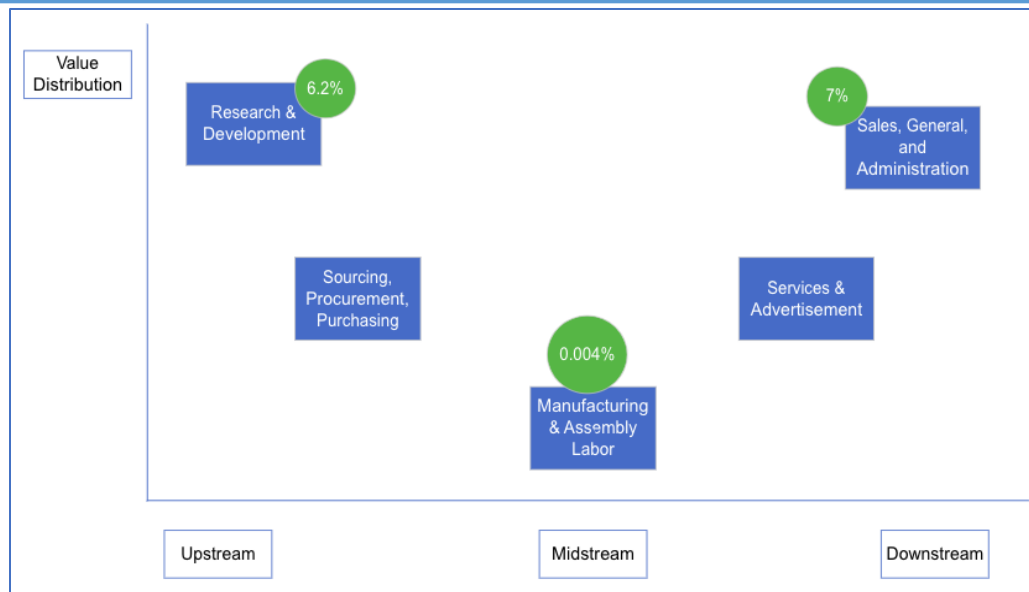 Value
Distribution
6.2%
Research &
Development
7%
Sales, General,
and
Administration
Sourcing,
Procurement,
Purchasing
Services &
Advertisement
0.004%
Manufacturing
& Assembly
Labor
Upstream
Midstream
Downstream